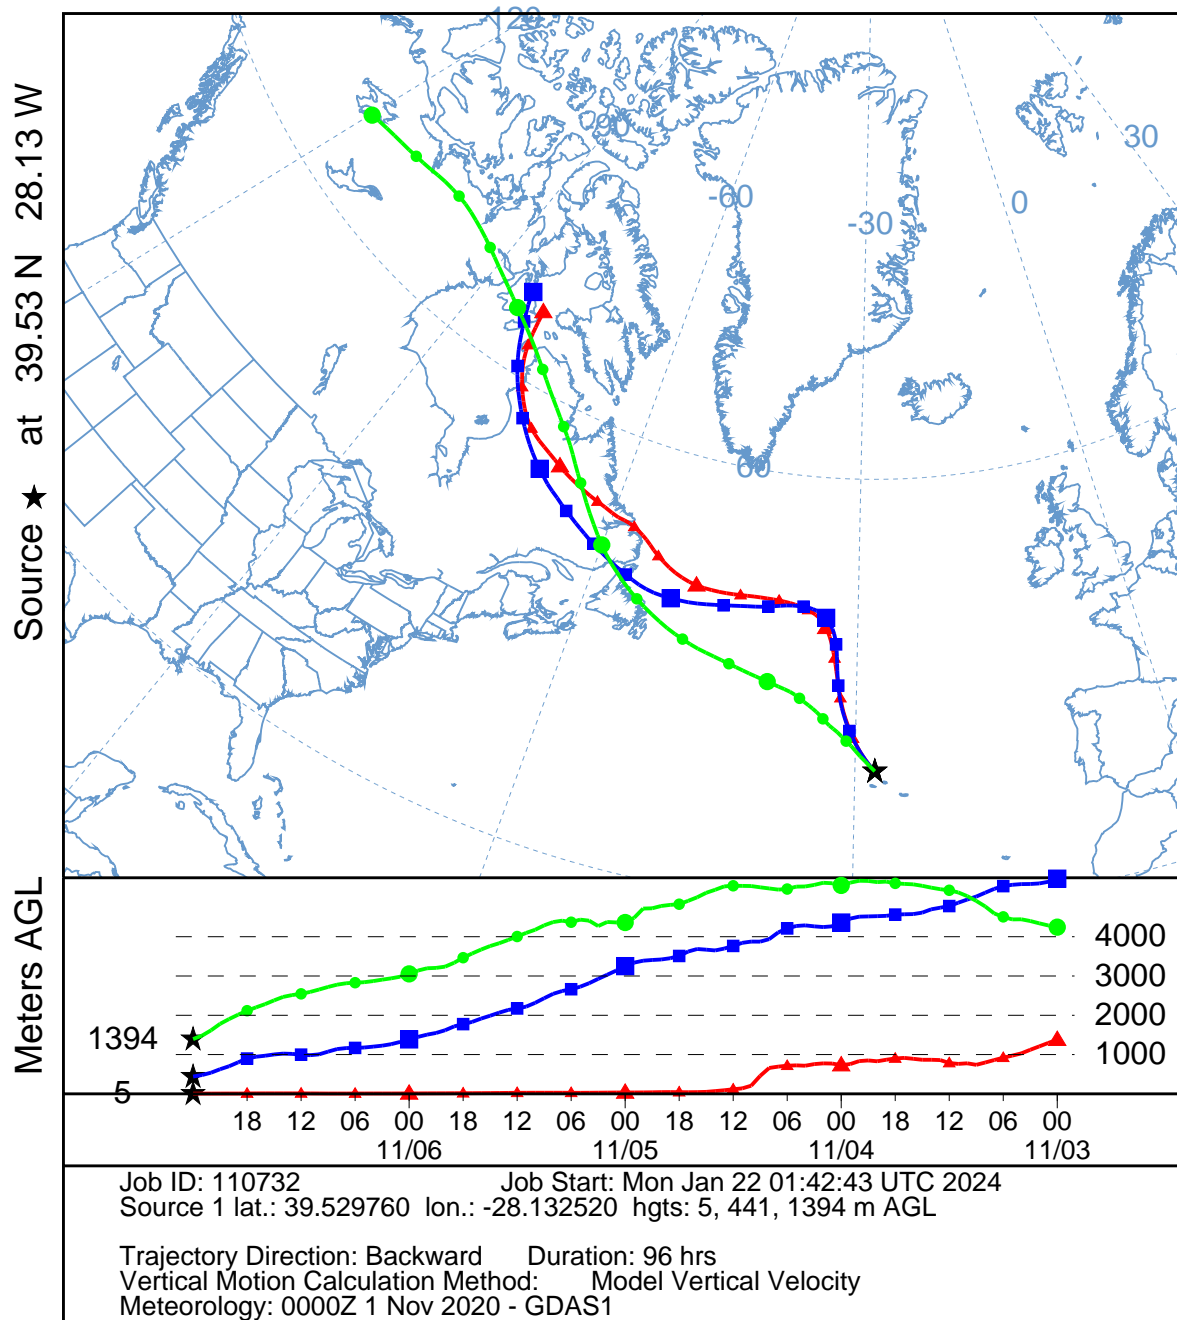 -120
-90
-60
-30
0
30
60
Source ★ at 39.53 N 28.13 W
Meters AGL
4000
3000
2000
1000
1394
5
18 12 06 00 18 12 06 00 18 12 06 00 18 12 06 00
11/06 11/05 11/04 11/03
Job ID: 110732 Job Start: Mon Jan 22 01:42:43 UTC 2024
Source 1 lat.: 39.529760 lon.: -28.132520 hgts: 5, 441, 1394 m AGL
Trajectory Direction: Backward Duration: 96 hrs
Vertical Motion Calculation Method: Model Vertical Velocity
Meteorology: 0000Z 1 Nov 2020 - GDAS1